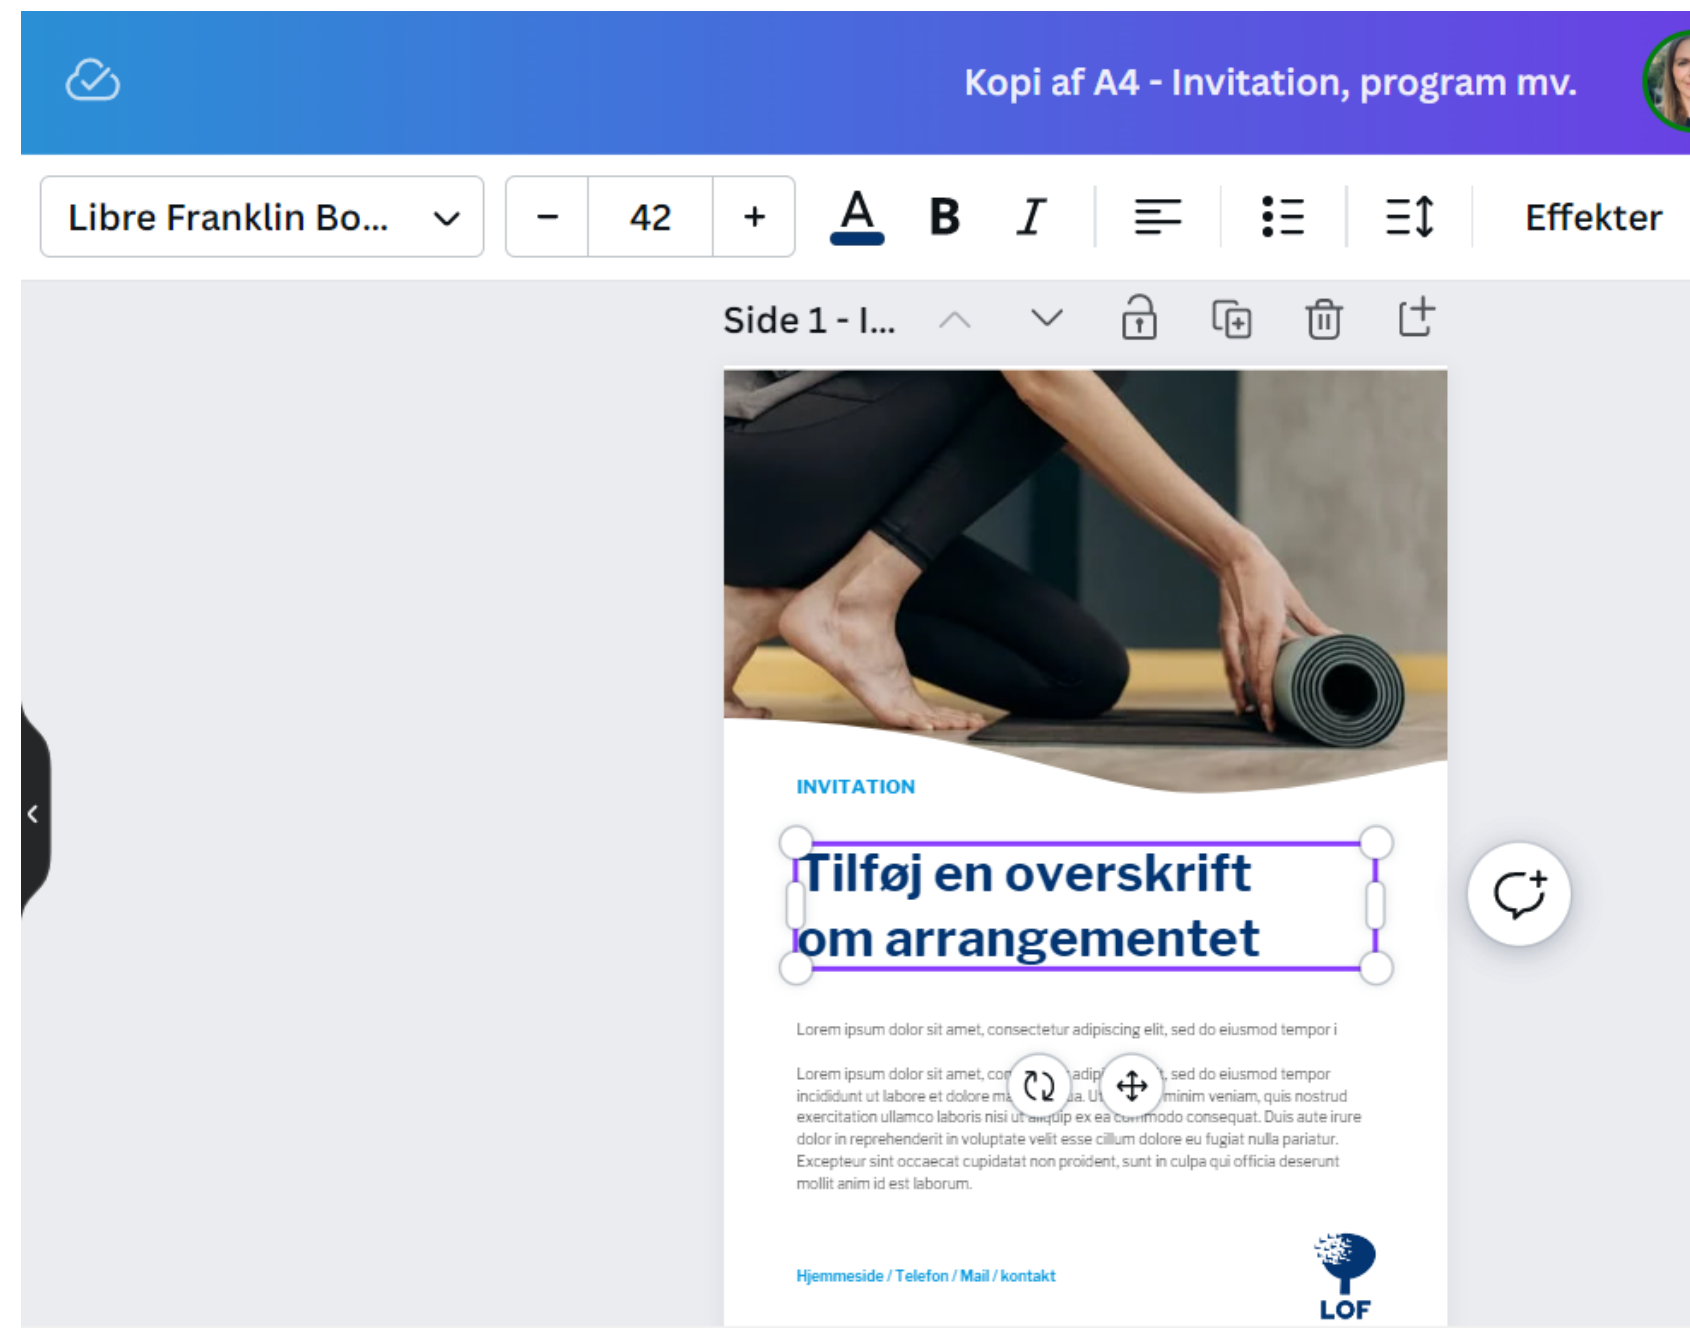 Kopi af A4 - Invitation, program mv.
Libre Franklin Bo... − 42 + A B I Effekter
Side 1 - I...
INVITATION
Tilføj en overskrift
om arrangementet
Lorem ipsum dolor sit amet, consectetur adipiscing elit, sed do eiusmod tempor i
Lorem ipsum dolor sit amet, sed do eiusmod tempor
incididunt ut labore et dolore minim veniam, quis nostrud
exercitation ullamco laboris nisi ut aliquip ex ea commodo consequat. Duis aute irure
dolor in reprehenderit in voluptate velit esse cillum dolore eu fugiat nulla pariatur.
Excepteur sint occaecat cupidatat non proident, sunt in culpa qui officia deserunt
mollit anim id est laborum.
Hjemmeside / Telefon / Mail / kontakt
LOF